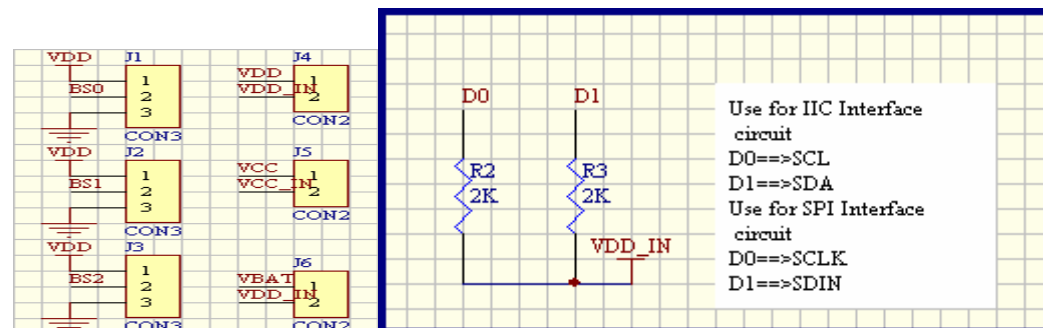 VDD J1
1
BS0 2
3
CON3
VDD J2
1
BS1 2
3
CON3
VDD J3
1
BS2 2
3
CON3
J4
VDD 1
VDD_IN 2
CON2
J5
VCC 1
VCC_IN 2
CON2
J6
VBAT 1
VDD_IN 2
CON2
D0 D1
R2 R3
2K 2K
VDD_IN
Use for IIC Interface
circuit
D0==>SCL
D1==>SDA
Use for SPI Interface
circuit
D0==>SCLK
D1==>SDIN